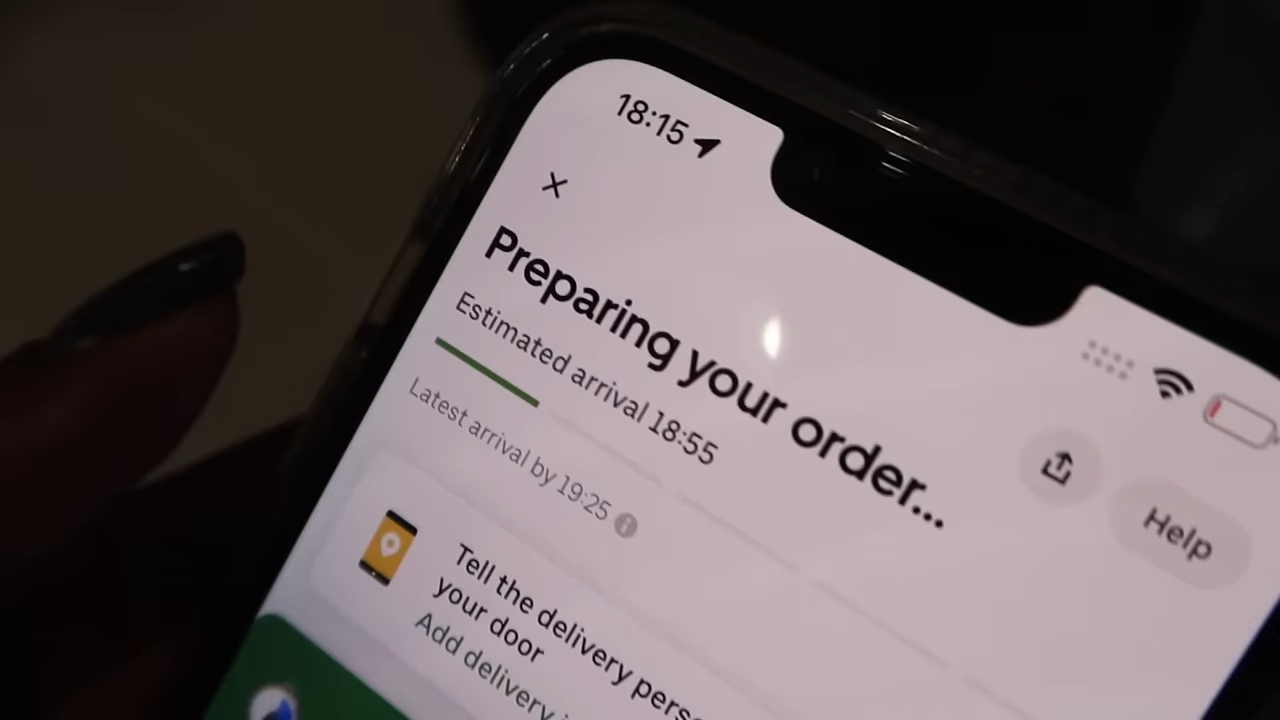 18:15
Preparing your order...
Help
Estimated arrival 18:55
Latest arrival by 19:25
Tell the delivery
your door
Add delivery